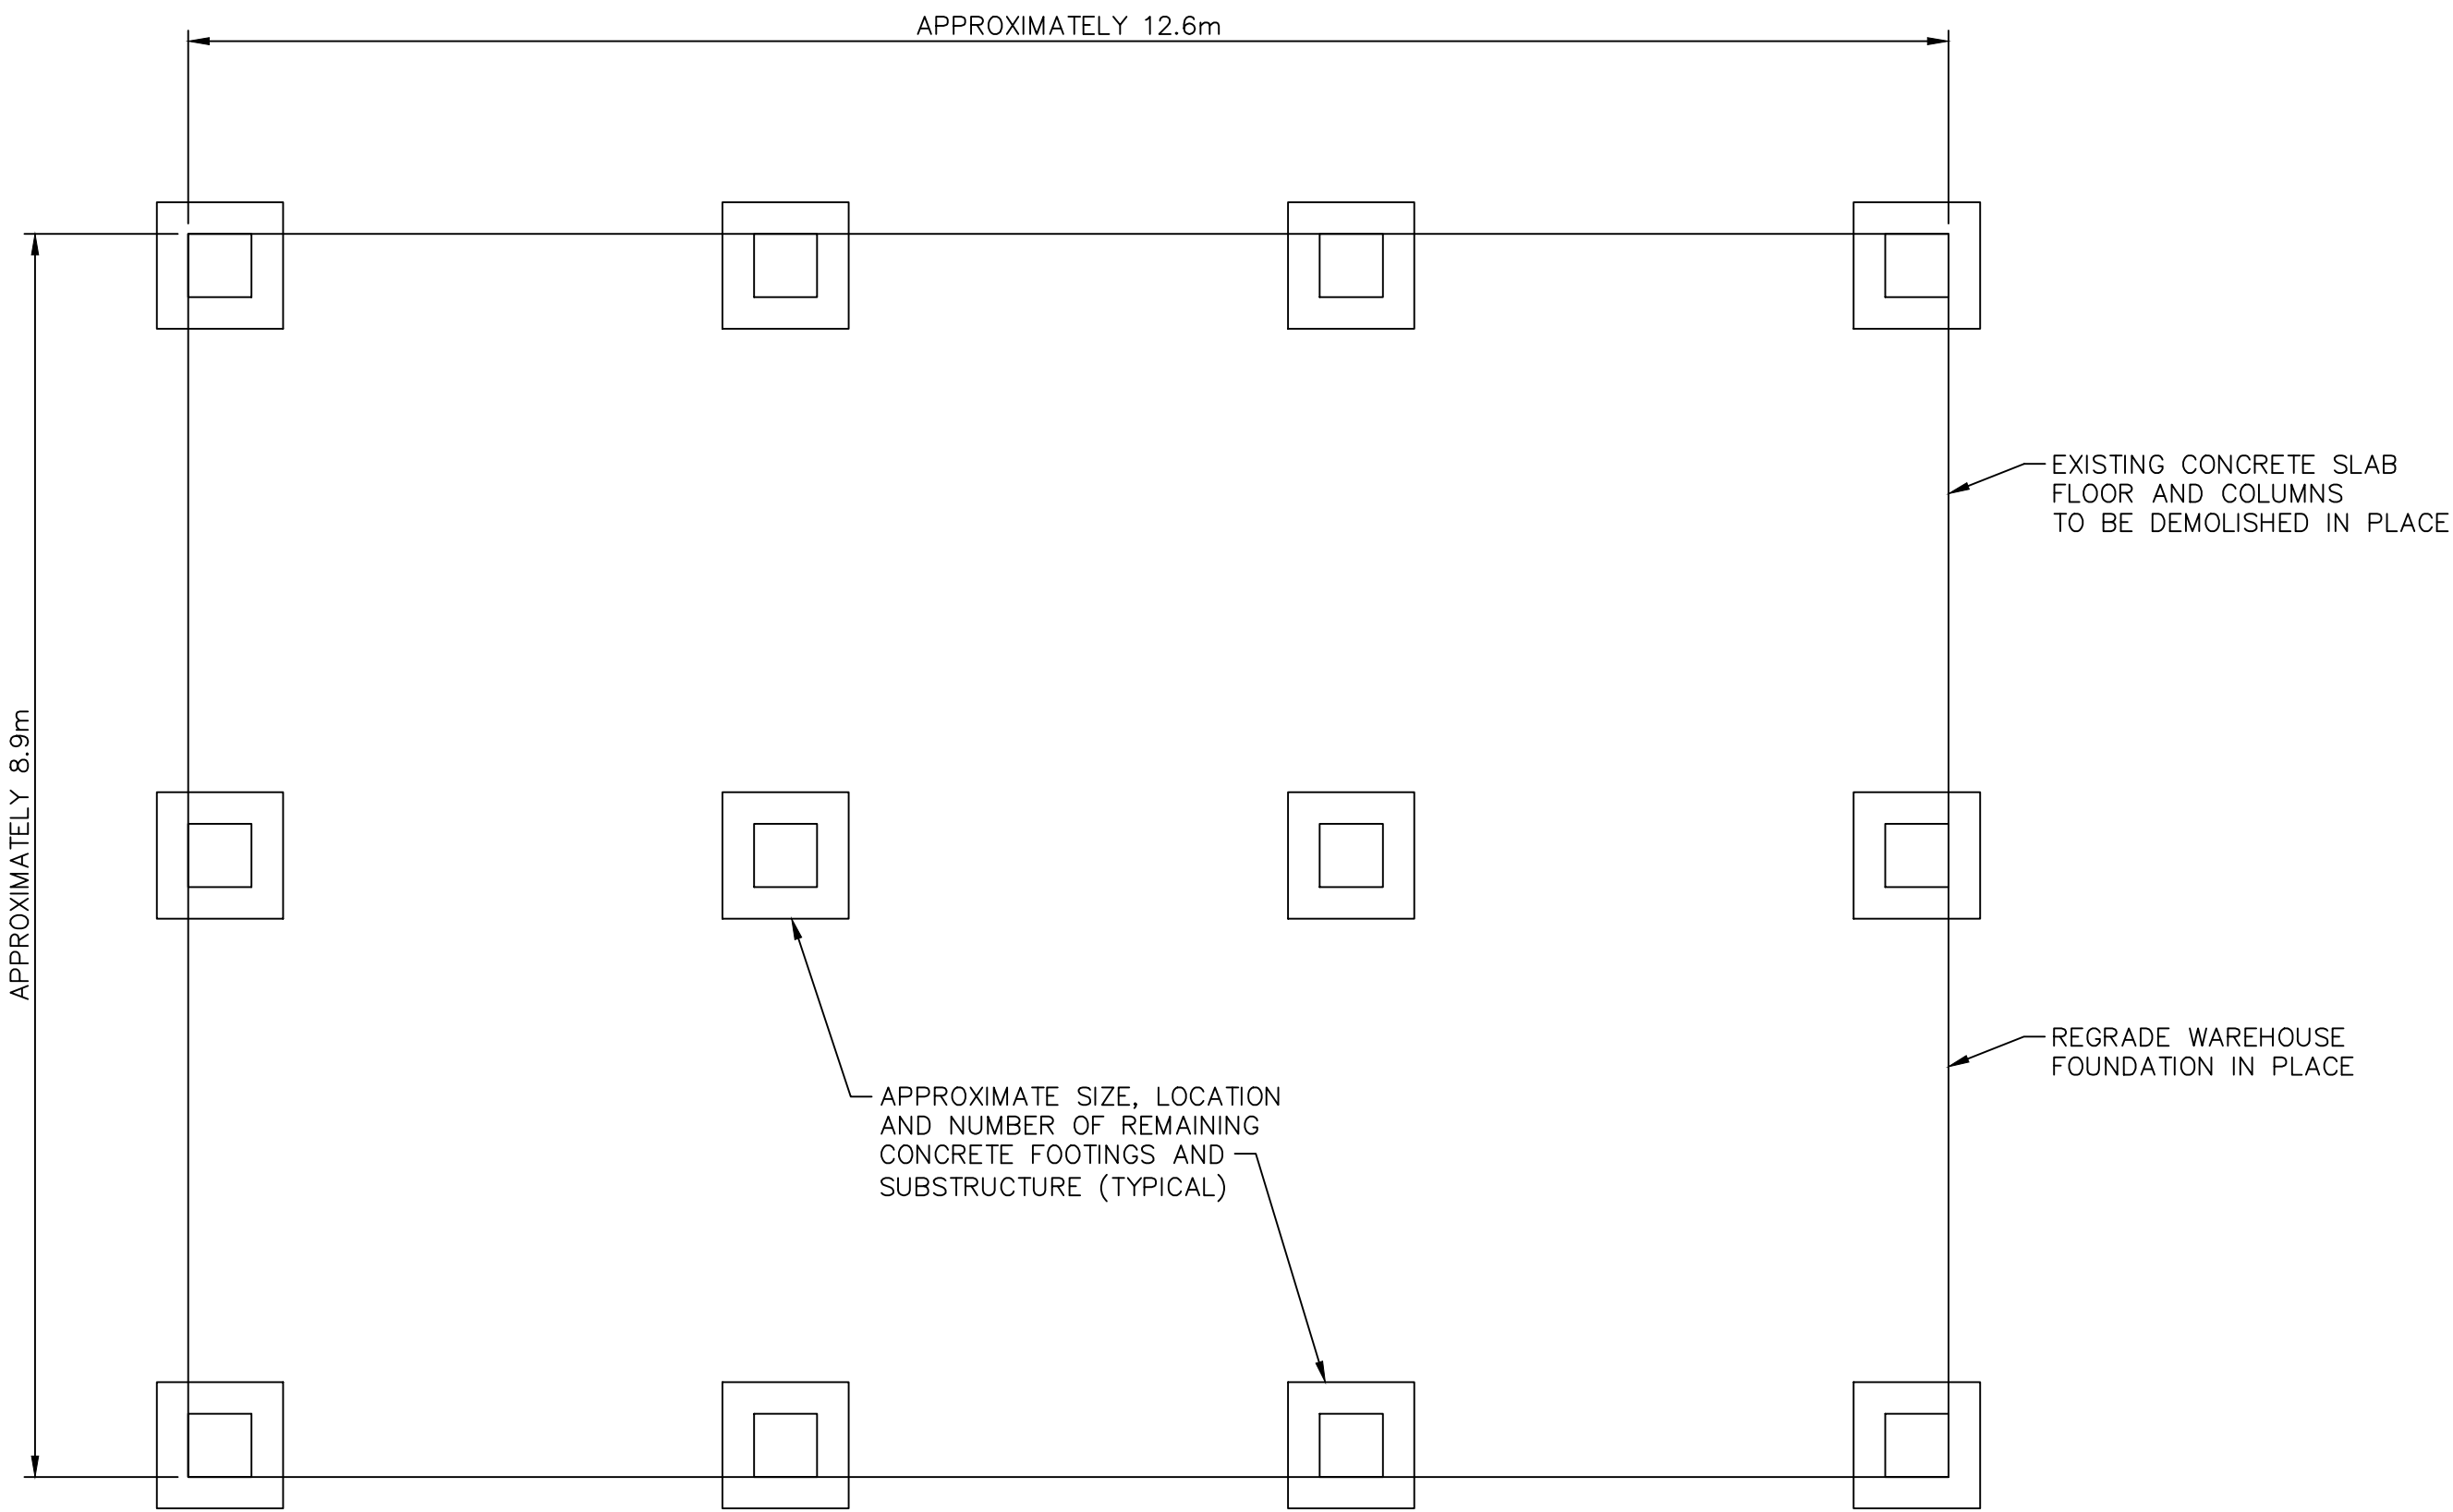 APPROXIMATELY 12.6m
APPROXIMATELY 8.9m
EXISTING CONCRETE SLAB
FLOOR AND COLUMNS
TO BE DEMOLISHED IN PLACE
REGRADE WAREHOUSE
FOUNDATION IN PLACE
APPROXIMATE SIZE, LOCATION
AND NUMBER OF REMAINING
CONCRETE FOOTINGS AND
SUBSTRUCTURE (TYPICAL)